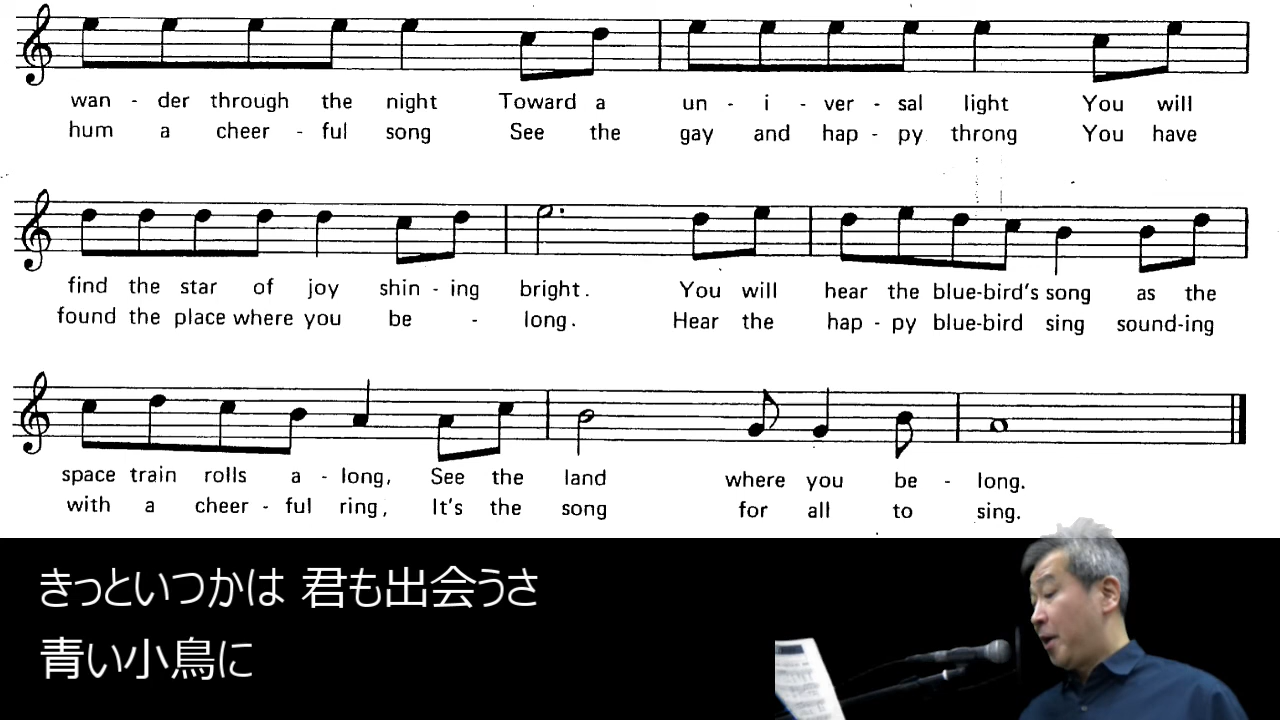 wan - der through the night Toward a un - i - ver - sal light You will
hum a cheer - ful song See the gay and hap - py throng You have
find the star of joy shin - ing bright. You will hear the blue-bird's song as the
found the place where you be - long. Hear the hap - py blue-bird sing sound-ing
space train rolls a - long, See the land where you be - long.
with a cheer - ful ring, It's the song for all to sing.
きっといつかは 君も出会うさ
青い小鳥に